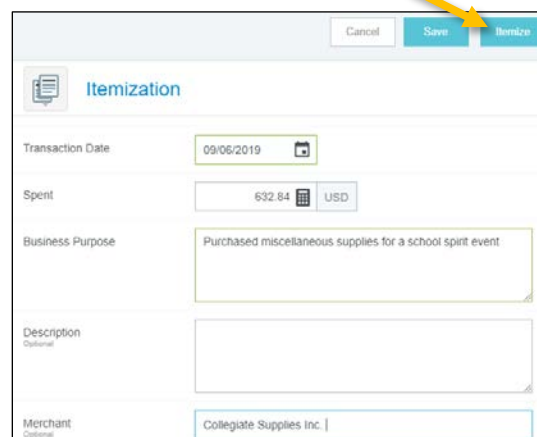 Cancel Save Itemize
Itemization
Transaction Date 09/06/2019
Spent 632.84 USD
Business Purpose Purchased miscellaneous supplies for a school spirit event
Description
Optional
Merchant Collegiate Supplies Inc.
Optional